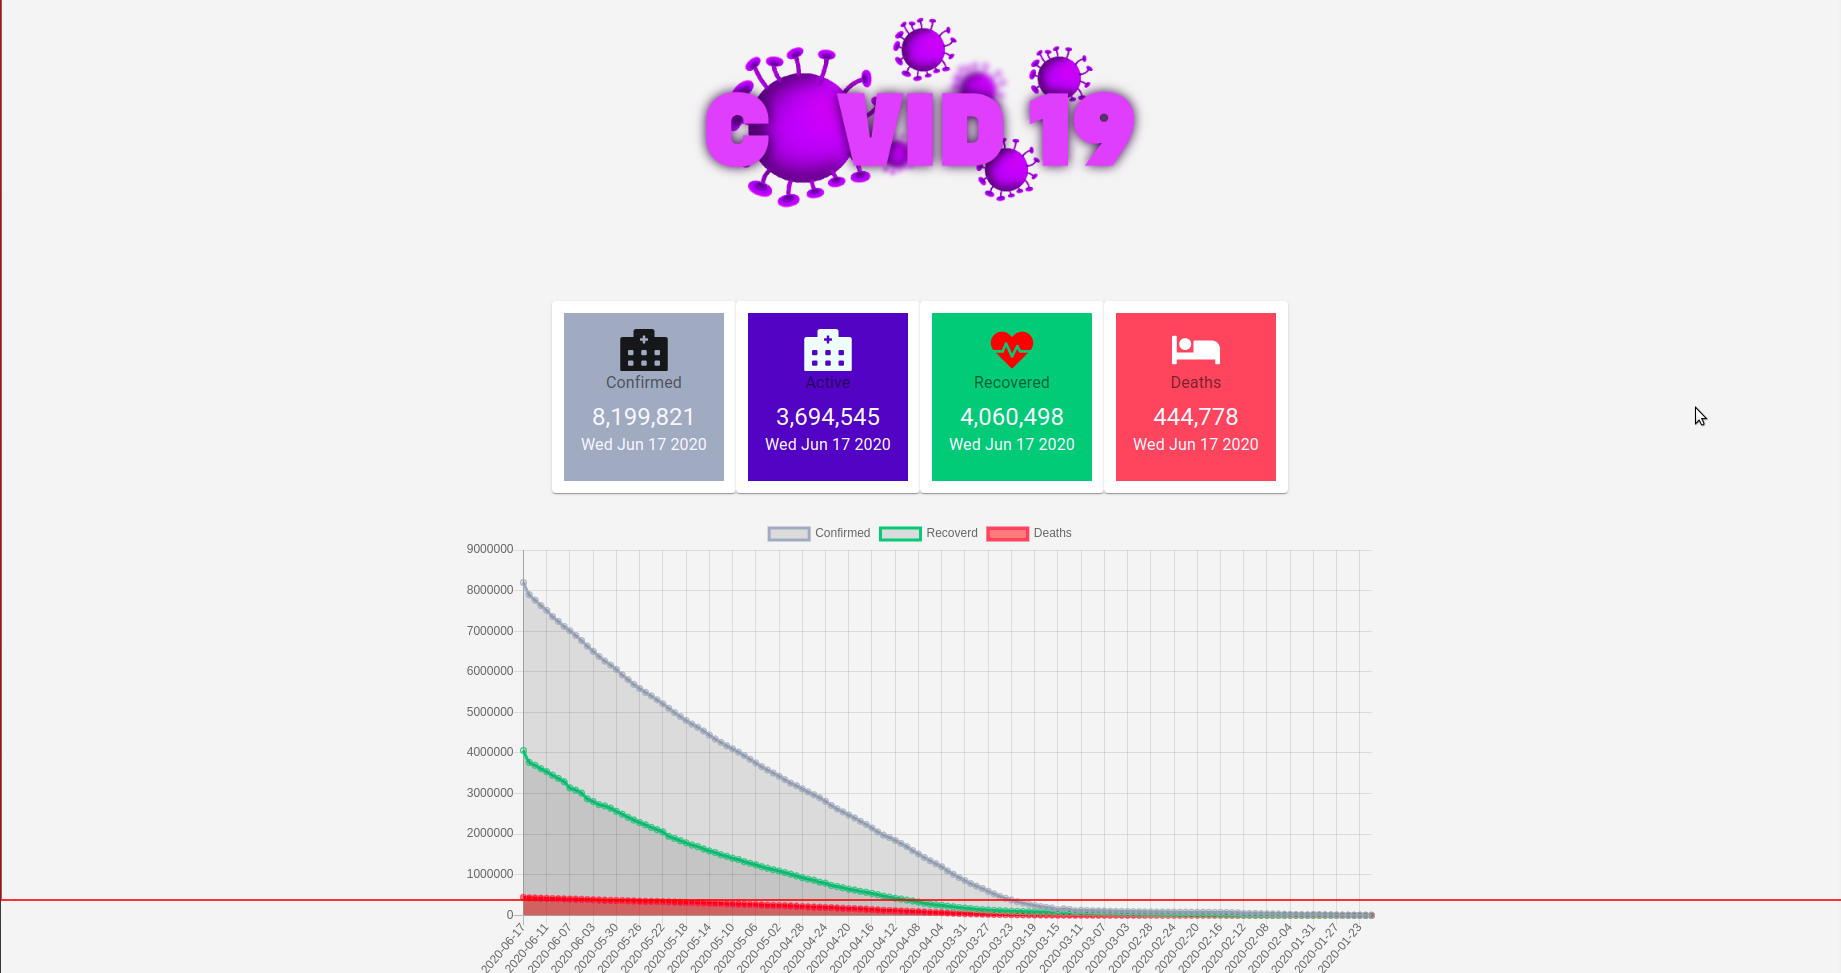 COVID 19
Confirmed
8,199,821
Wed Jun 17 2020
Active
3,694,545
Wed Jun 17 2020
Recovered
4,060,498
Wed Jun 17 2020
Deaths
444,778
Wed Jun 17 2020
Confirmed Recoverd Deaths
9000000
8000000
7000000
6000000
5000000
4000000
3000000
2000000
1000000
0
2020-06-17 2020-06-11 2020-06-07 2020-06-03 2020-05-30 2020-05-26 2020-05-22 2020-05-18 2020-05-14 2020-05-10 2020-05-06 2020-05-02 2020-04-28 2020-04-24 2020-04-20 2020-04-16 2020-04-12 2020-04-08 2020-04-04 2020-03-31 2020-03-27 2020-03-23 2020-03-19 2020-03-15 2020-03-11 2020-03-07 2020-03-03 2020-02-28 2020-02-24 2020-02-20 2020-02-16 2020-02-12 2020-02-08 2020-02-04 2020-01-31 2020-01-27 2020-01-23